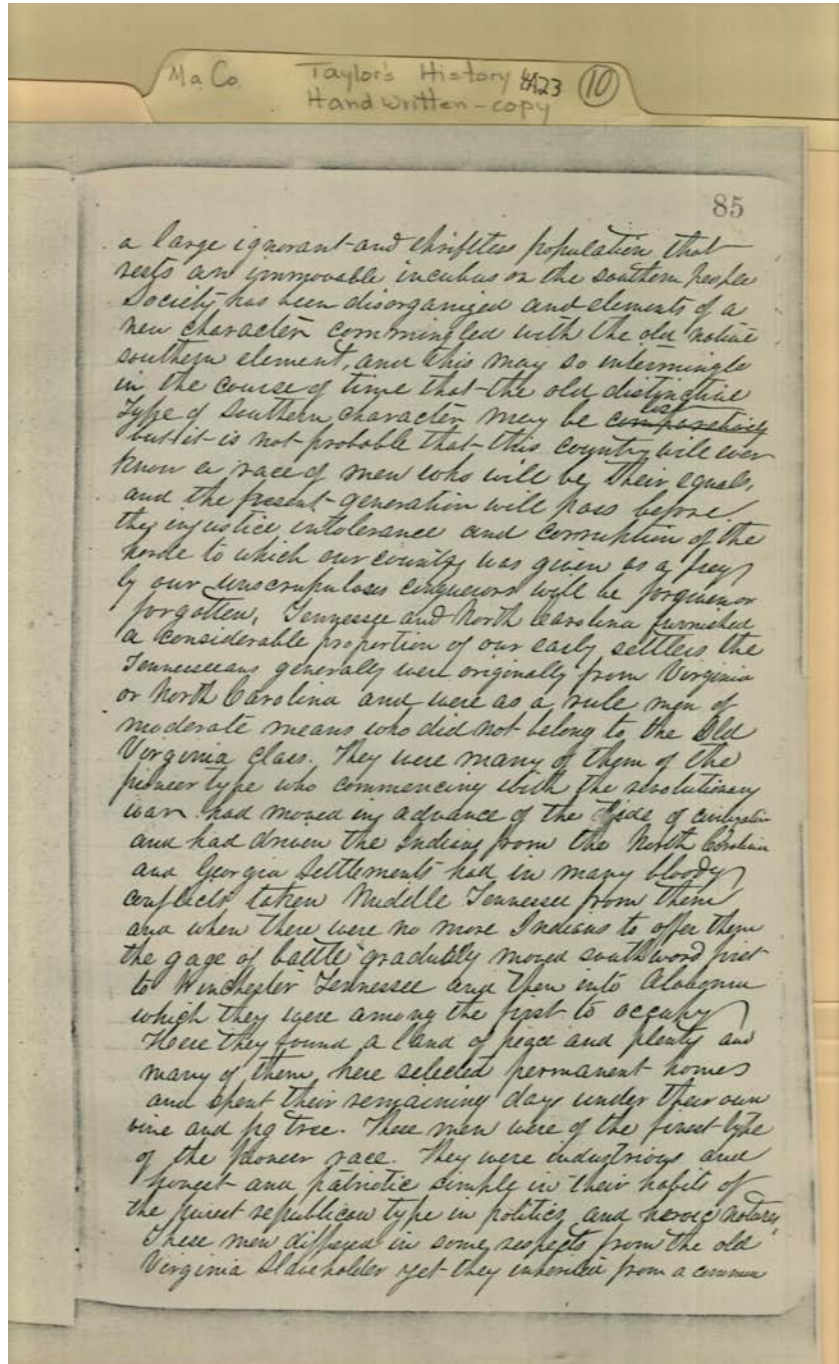 Ma Co. Taylor's History 4A23 10
Handwritten-copy
85
a large ignorant and thriftless population that
rests an immovable incubus on the southern people
Society has been disorganized and elements of a
new character commingled with the old native
southern element, and this may so intermingle
in the course of time that the old distinctive
Type of Southern character may be comparatively lost
but it is not probable that this country will ever
know a race of men who will be their equals,
and the present generation will pass before
the injustice intolerance and corruption of the
horde to which our country was given as a prey
by our unscrupulous conquerors will be forgiven or
forgotten, Tennessee and North Carolina furnished
a considerable proportion of our early settlers the
Tennesseeans generally were originally from Virginia
or North Carolina and were as a rule men of
moderate means who did not belong to the Old
Virginia class. They were many of them of the
pioneer type who commencing with the revolutionary
war had moved in advance of the tide of civilization
and had driven the Indians from the North Carolina
and Georgia Settlements had in many bloody
conflicts taken Middle Tennessee from them
and when there were no more Indians to offer them
the gage of battle gradually moved southword first
to Winchester Tennessee and then into Alabama
which they were among the first to occupy
Here they found a land of peace and plenty and
many of them here selected permanent homes
and spent their remaining days under their own
vine and fig tree. These men were of the finest type
of the pioneer race. They were industrious and
honest and patriotic simple in their habits of
the purest republican type in politics and heroic natures
These men differed in some respects from the old
Virginia Slaveholder yet they inherited from a common